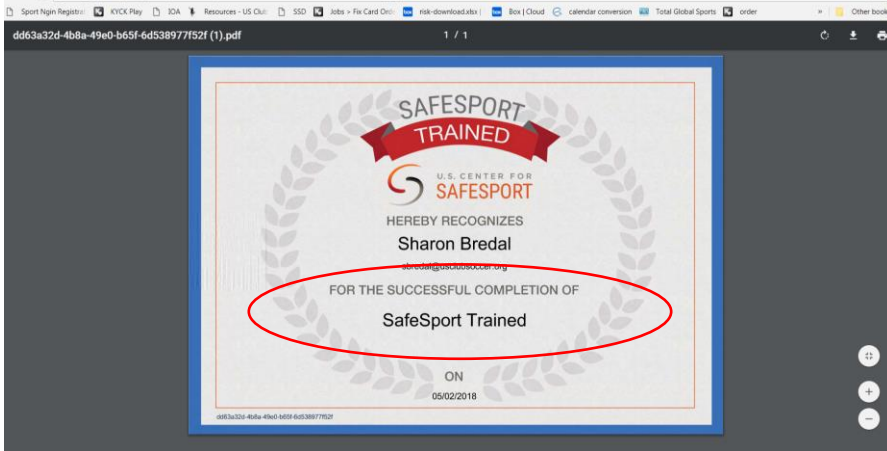 Sport Ngin Registra KYCK Play IOA Resources - US Club SSD Jobs > Fix Card Ord risk-download.xlsx | Box | Cloud calendar conversion Total Global Sports order » Other book
dd63a32d-4b8a-49e0-b65f-6d538977f52f (1).pdf 1 / 1
SAFESPORT
TRAINED
U.S. CENTER FOR
SAFESPORT
HEREBY RECOGNIZES
Sharon Bredal
sbredal@usclubsoccer.org
FOR THE SUCCESSFUL COMPLETION OF
SafeSport Trained
ON
05/02/2018
dd63a32d-4b8a-49e0-b65f-6d538977f52f